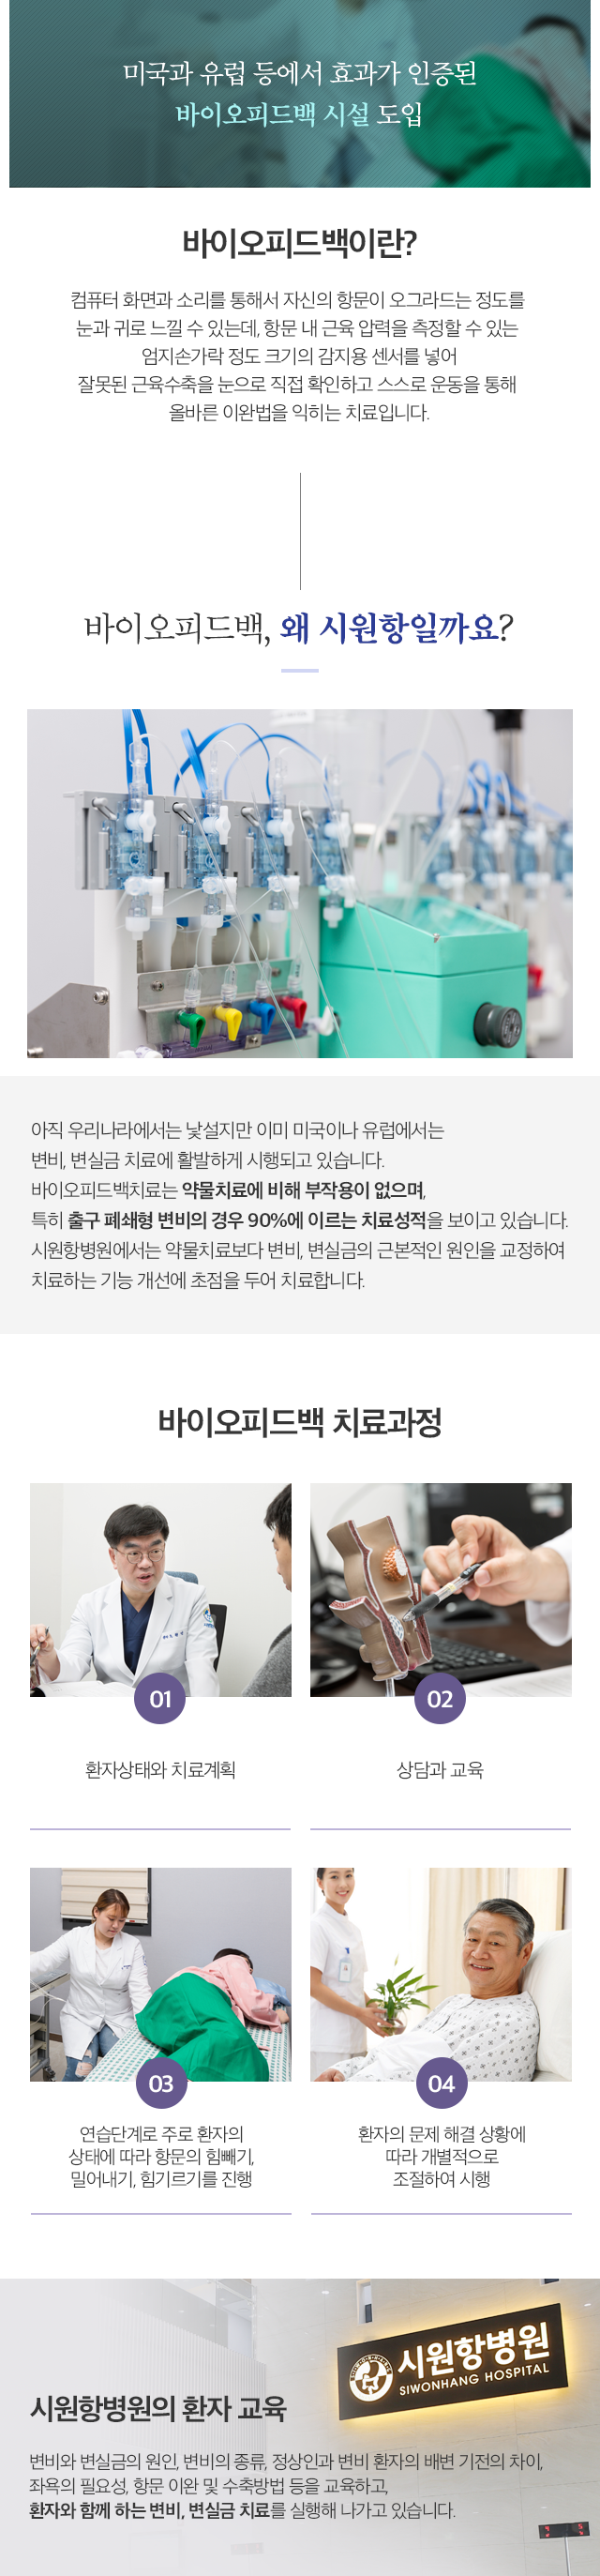 미국과 유럽 등에서 효과가 인증된
바이오피드백 시설 도입
바이오피드백이란?
컴퓨터 화면과 소리를 통해서 자신의 항문이 오그라드는 정도를
눈과 귀로 느낄 수 있는데, 항문 내 근육 압력을 측정할 수 있는
엄지손가락 정도 크기의 감지용 센서를 넣어
잘못된 근육수축을 눈으로 직접 확인하고 스스로 운동을 통해
올바른 이완법을 익히는 치료입니다.
바이오피드백, 왜 시원항일까요?
아직 우리나라에서는 낯설지만 이미 미국이나 유럽에서는
변비, 변실금 치료에 활발하게 시행되고 있습니다.
바이오피드백치료는 약물치료에 비해 부작용이 없으며,
특히 출구 폐쇄형 변비의 경우 90%에 이르는 치료성적을 보이고 있습니다.
시원항병원에서는 약물치료보다 변비, 변실금의 근본적인 원인을 교정하여
치료하는 기능 개선에 초점을 두어 치료합니다.
바이오피드백 치료과정
01
02
환자상태와 치료계획
상담과 교육
03
04
연습단계로 주로 환자의
상태에 따라 항문의 힘빼기,
밀어내기, 힘기르기를 진행
환자의 문제 해결 상황에
따라 개별적으로
조절하여 시행
시원항병원
SIWONHANG HOSPITAL
시원항병원의 환자 교육
변비와 변실금의 원인, 변비의 종류, 정상인과 변비 환자의 배변 기전의 차이,
좌욕의 필요성, 항문 이완 및 수축방법 등을 교육하고,
환자와 함께 하는 변비, 변실금 치료를 실행해 나가고 있습니다.